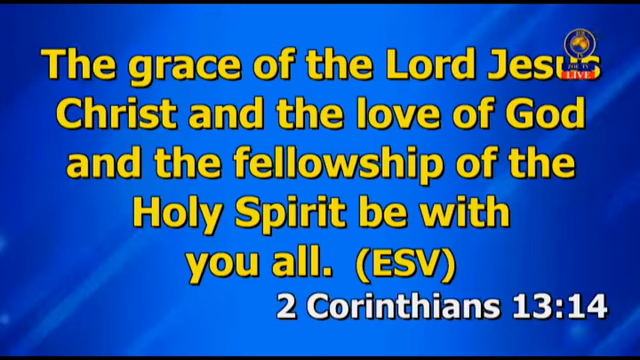 The grace of the Lord Jesus
Christ and the love of God
and the fellowship of the
Holy Spirit be with
you all. (ESV)
2 Corinthians 13:14
LIVE